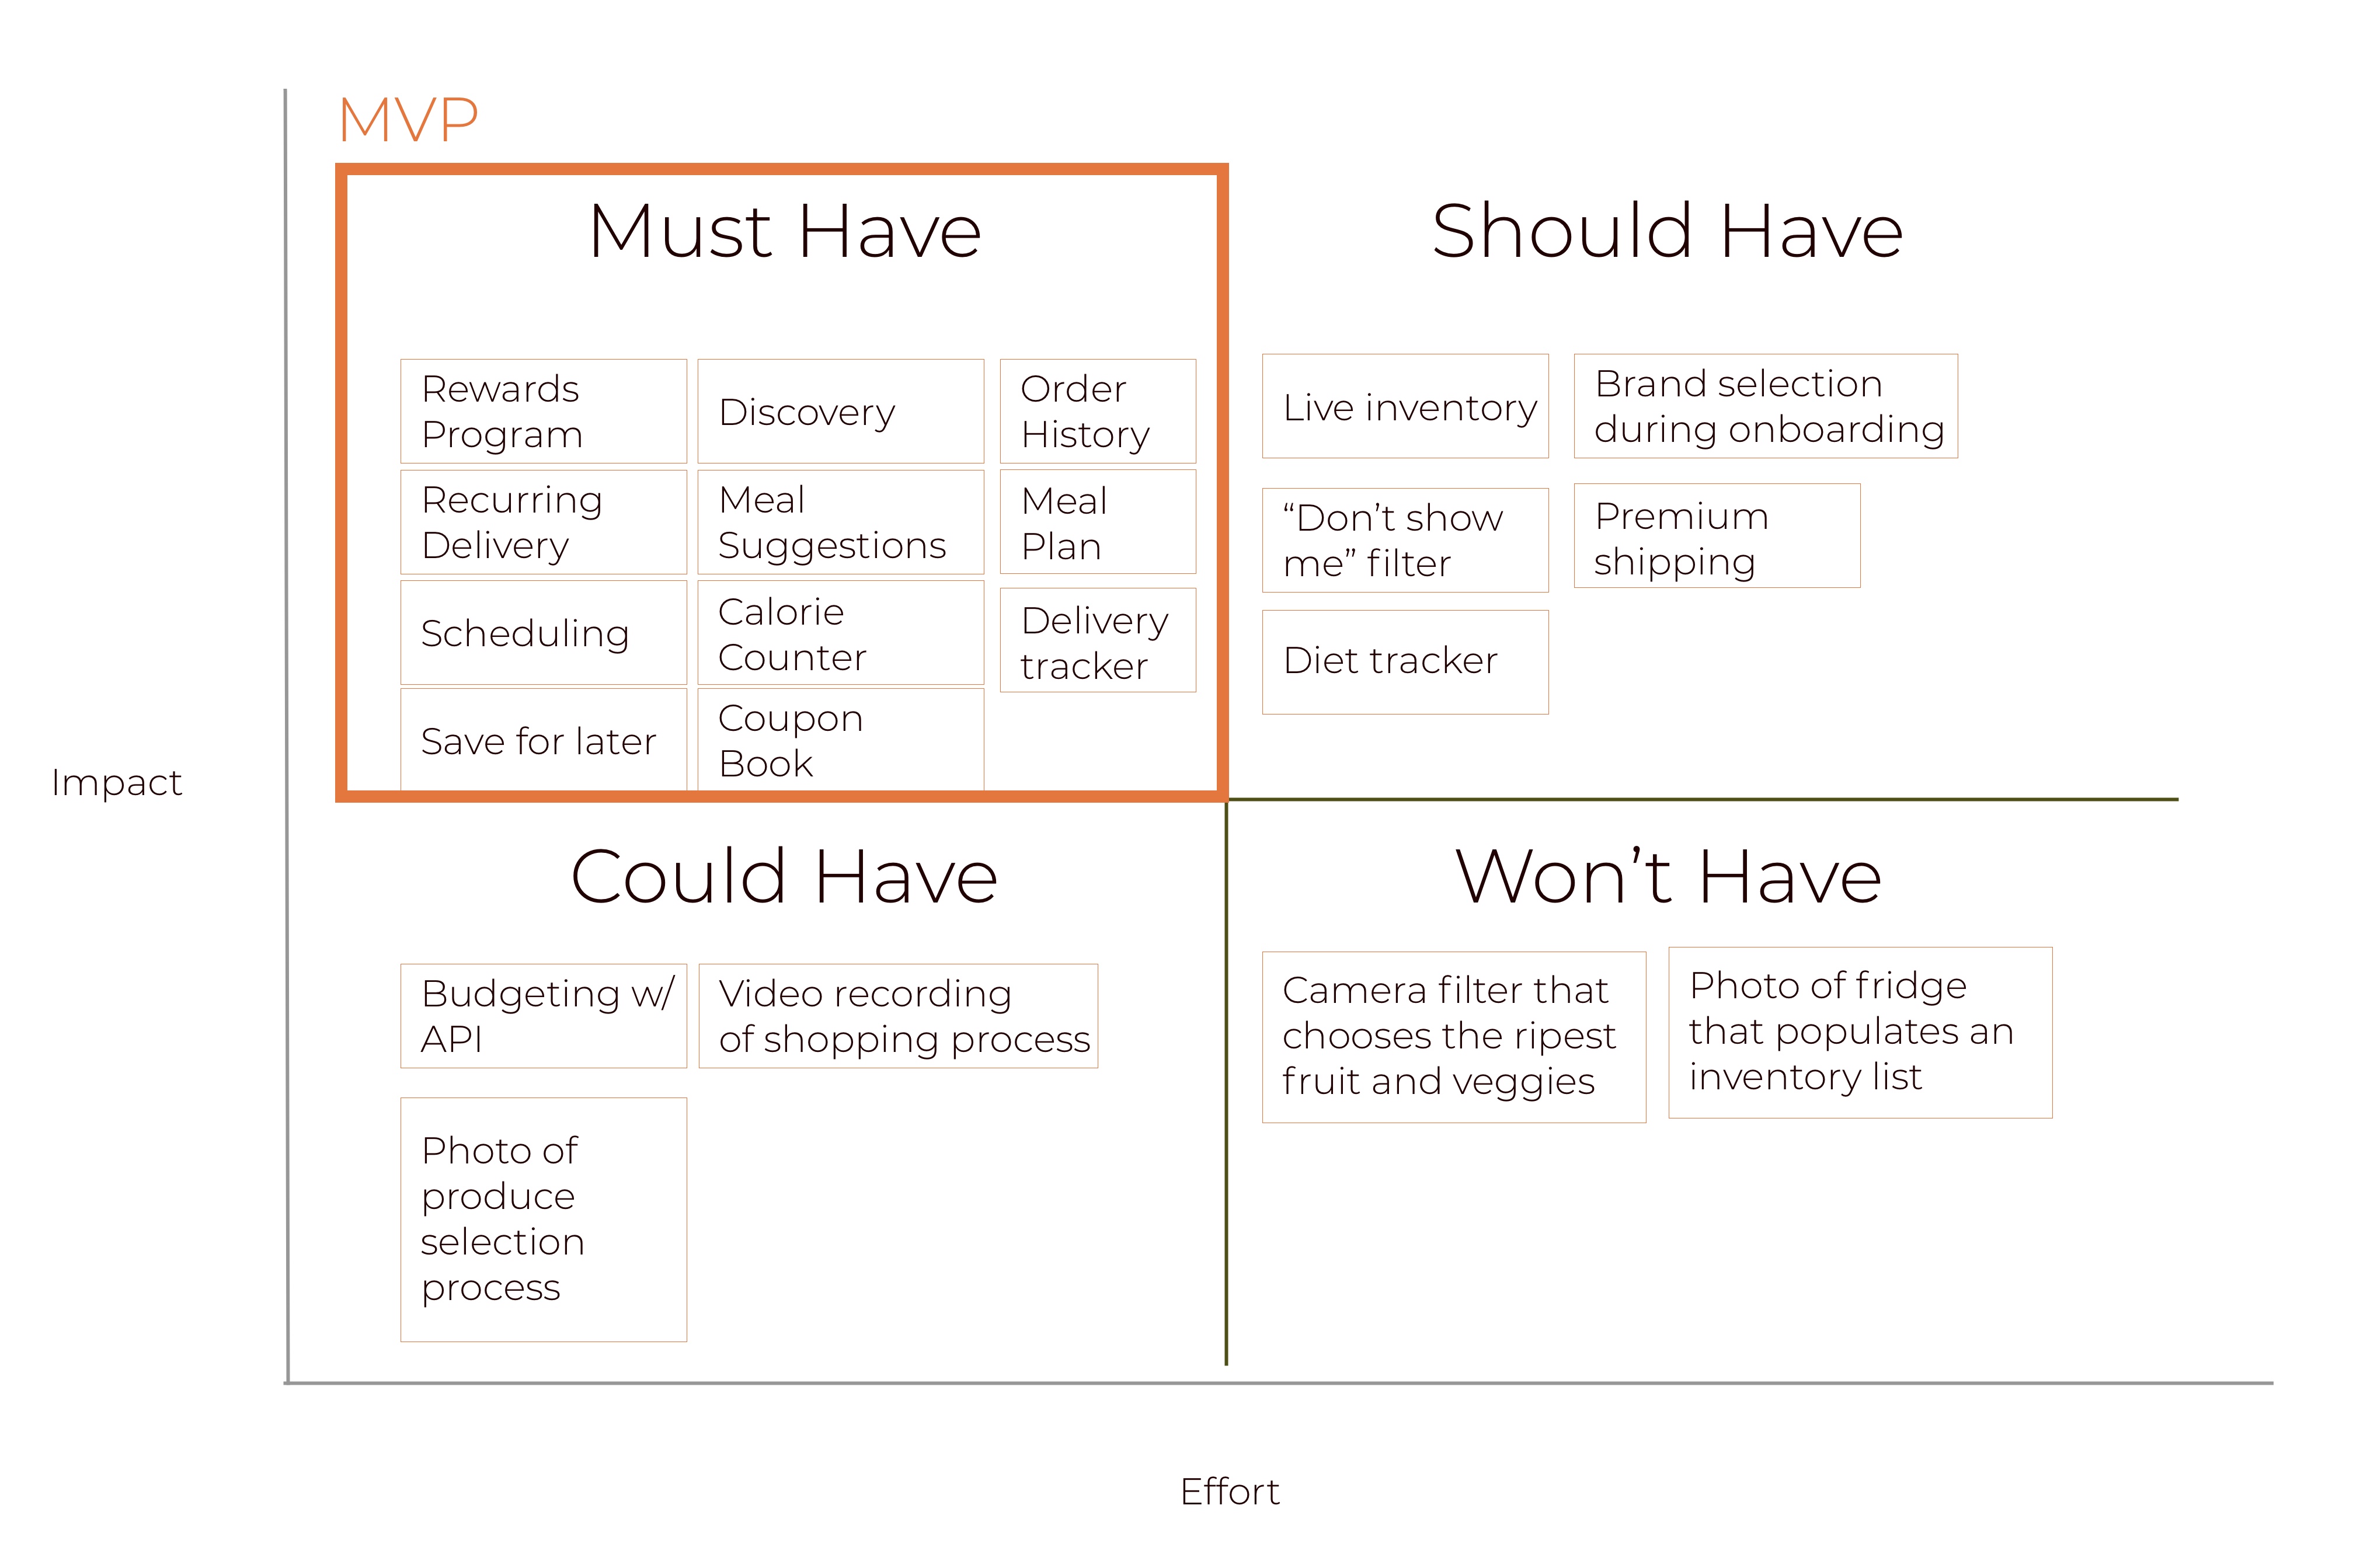 MVP
Must Have
Rewards
Program
Discovery
Order
History
Recurring
Delivery
Meal
Suggestions
Meal
Plan
Scheduling
Calorie
Counter
Delivery
tracker
Save for later
Coupon
Book
Should Have
Live inventory
Brand selection
during onboarding
“Don’t show
me” filter
Premium
shipping
Diet tracker
Impact
Could Have
Budgeting w/
API
Video recording
of shopping process
Photo of
produce
selection
process
Won’t Have
Camera filter that
chooses the ripest
fruit and veggies
Photo of fridge
that populates an
inventory list
Effort